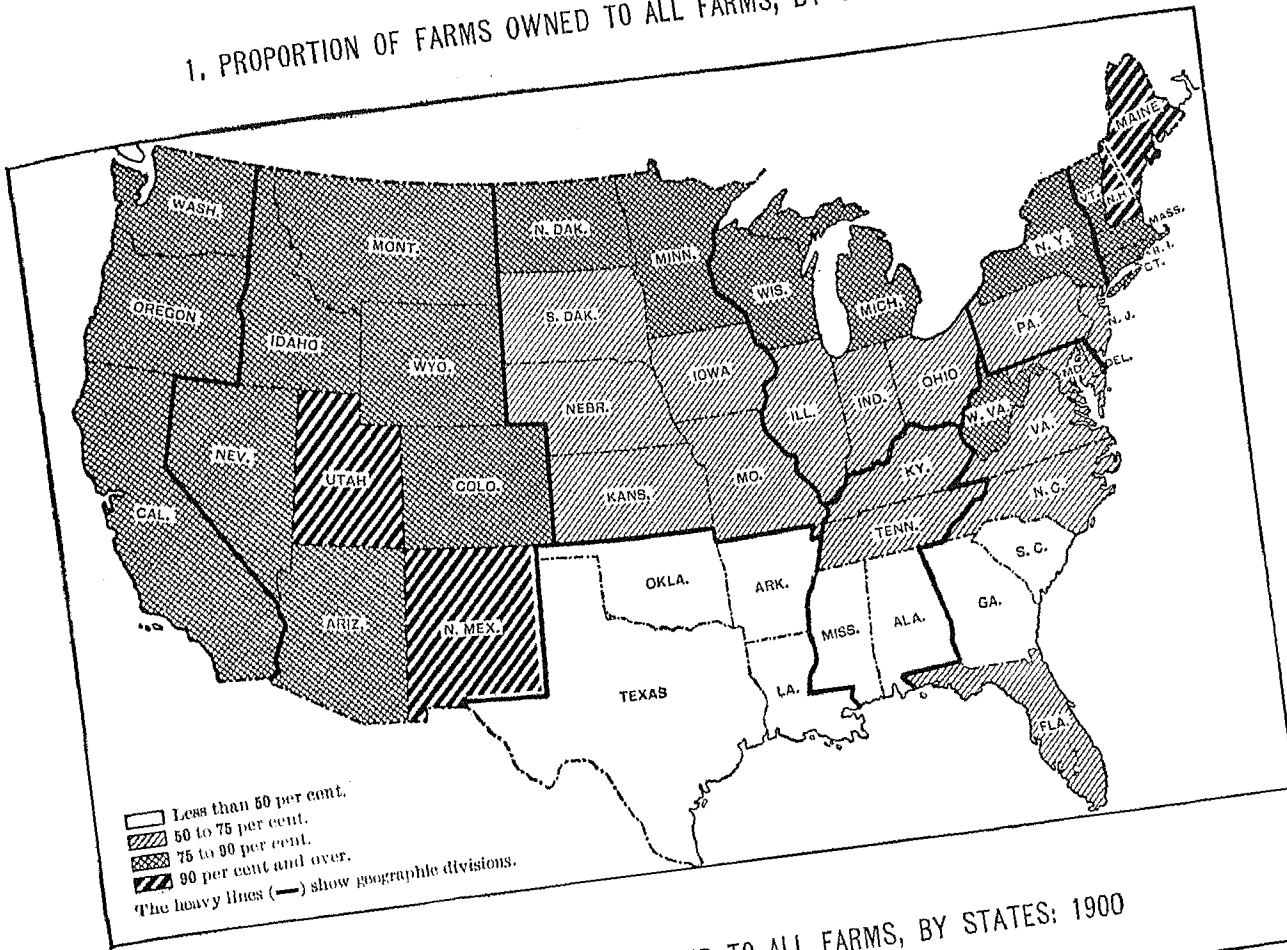 1. PROPORTION OF FARMS OWNED TO ALL FARMS,
MAINE
WASH.
MONT.
N. DAK.
MINN.
VT.
N.H.
MASS.
N. Y.
R. I.
CT.
OREGON
IDAHO
WYO.
S. DAK.
WIS.
MICH.
PA.
N. J.
DEL.
MD.
IOWA
NEBR.
ILL.
IND.
OHIO
W. VA.
VA.
NEV.
UTAH
COLO.
KANS.
MO.
KY.
N. C.
CAL.
TENN.
S. C.
ARIZ.
N. MEX.
OKLA.
ARK.
MISS.
ALA.
GA.
TEXAS
LA.
FLA.
Less than 50 per cent.
50 to 75 per cent.
75 to 90 per cent.
90 per cent and over.
The heavy lines (—) show geographic divisions.
TO ALL FARMS, BY STATES: 1900